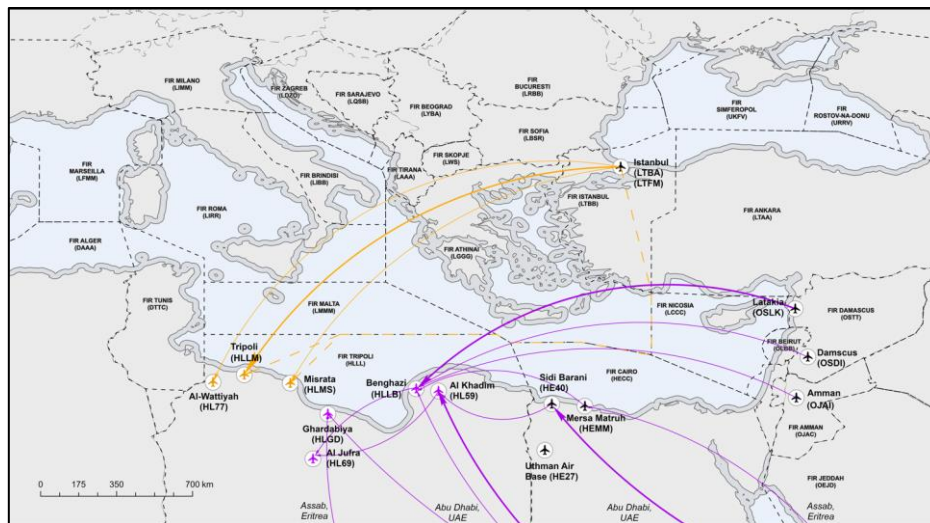 FIR MILANO
(LIMM)
FIR ZAGREB
(LDZO)
FIR SARAJEVO
(LQSB)
FIR BEOGRAD
(LYBA)
FIR
BUCURESTI
(LRBB)
FIR
SIMFEROPOL
(UKFV)
FIR
ROSTOV-NA-DONU
(URRV)
FIR SOFIA
(LBSR)
FIR SKOPJE
(LWS)
FIR TIRANA
(LAAA)
FIR
MARSEILLA
(LFMM)
FIR BRINDISI
(LIBB)
FIR ROMA
(LIRR)
Istanbul
(LTBA)
(LTFM)
FIR ISTANBUL
(LTBB)
FIR ANKARA
(LTAA)
FIR ALGER
(DAAA)
FIR ATHINAI
(LGGG)
FIR TUNIS
(DTTC)
FIR MALTA
(LMMM)
FIR NICOSIA
(LCCC)
Latakia
(OSLK)
FIR DAMASCUS
(OSTT)
Tripoli
(HLLM)
FIR TRIPOLI
(HLLL)
FIR BEIRUT
(OLBB)
Damscus
(OSDI)
FIR CAIRO
(HECC)
Al-Wattiyah
(HL77)
Misrata
(HLMS)
Benghazi
(HLLB)
Al Khadim
(HL59)
Sidi Barani
(HE40)
Mersa Matruh
(HEMM)
Amman
(OJAI)
FIR AMMAN
(OJAC)
Ghardabiya
(HLGD)
Al Jufra
(HL69)
Uthman Air
Base (HE27)
FIR JEDDAH
(OEJD)
0 175 350 700 km
Assab,
Eritrea
Abu Dhabi,
UAE
Abu Dhabi,
UAE
Assab,
Eritrea